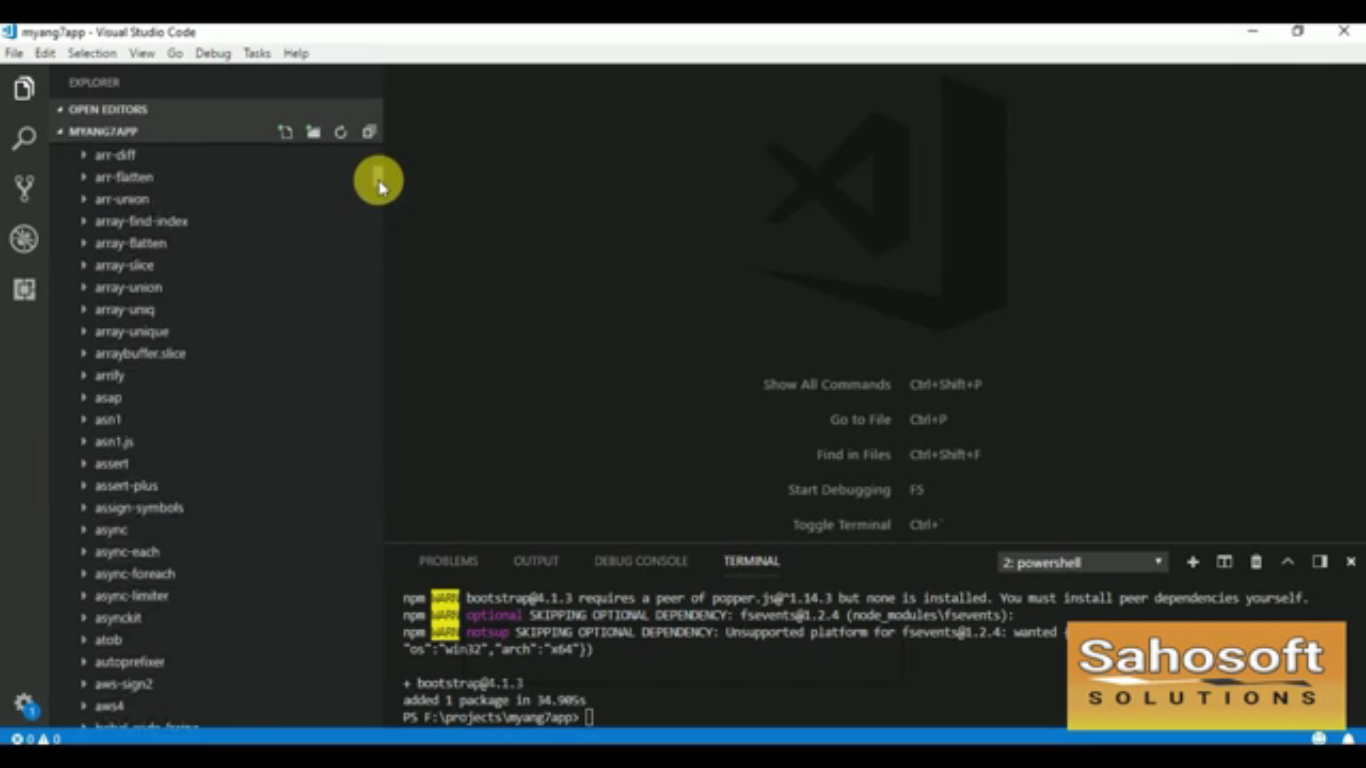 myang7app - Visual Studio Code
File Edit Selection View Go Debug Tasks Help
EXPLORER
OPEN EDITORS
MYANG7APP
arr-diff
arr-flatten
arr-union
array-find-index
array-flatten
array-slice
array-union
array-uniq
array-unique
arraybuffer.slice
arrify
asap
asn1
asn1.js
assert
assert-plus
assign-symbols
async
async-each
async-foreach
async-limiter
asynckit
atob
autoprefixer
aws-sign2
aws4
Show All Commands Ctrl+Shift+P
Go to File Ctrl+P
Find in Files Ctrl+Shift+F
Start Debugging F5
Toggle Terminal Ctrl+`
PROBLEMS OUTPUT DEBUG CONSOLE TERMINAL 2: powershell
npm WARN bootstrap@4.1.3 requires a peer of popper.js@^1.14.3 but none is installed. You must install peer dependencies yourself.
npm WARN optional SKIPPING OPTIONAL DEPENDENCY: fsevents@1.2.4 (node_modules\fsevents):
npm WARN notsup SKIPPING OPTIONAL DEPENDENCY: Unsupported platform for fsevents@1.2.4: wanted
"os":"win32","arch":"x64"})
+ bootstrap@4.1.3
added 1 package in 34.905s
PS F:\projects\myang7app>
Sahosoft
SOLUTIONS
1
0 0